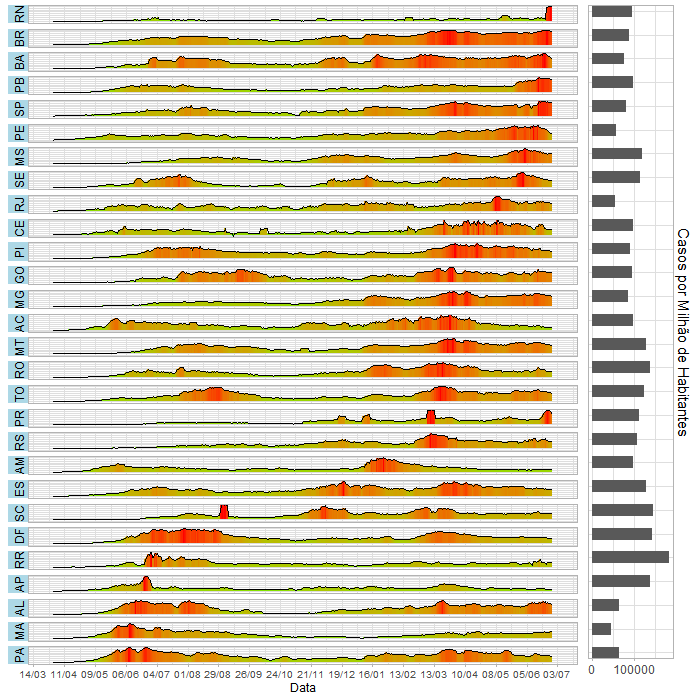 RN
BR
BA
PB
SP
PE
MS
SE
RJ
CE
PI
GO
MG
AC
MT
RO
TO
PR
RS
AM
ES
SC
DF
RR
AP
AL
MA
PA
14/03 11/04 09/05 06/06 04/07 01/08 29/08 26/09 24/10 21/11 19/12 16/01 13/02 13/03 10/04 08/05 05/06 03/07
Data
0 100000
Casos por Milhão de Habitantes